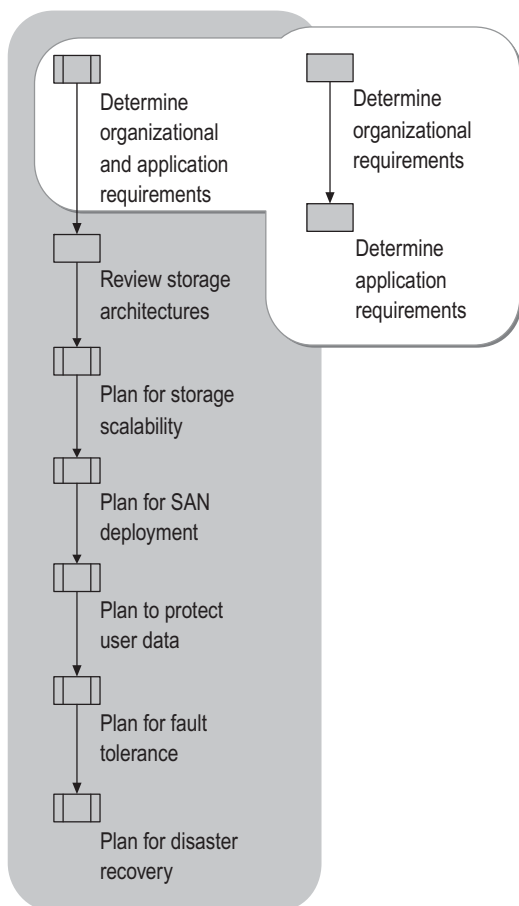 Determine
organizational
and application
requirements
Determine
organizational
requirements
Determine
application
requirements
Review storage
architectures
Plan for storage
scalability
Plan for SAN
deployment
Plan to protect
user data
Plan for fault
tolerance
Plan for disaster
recovery